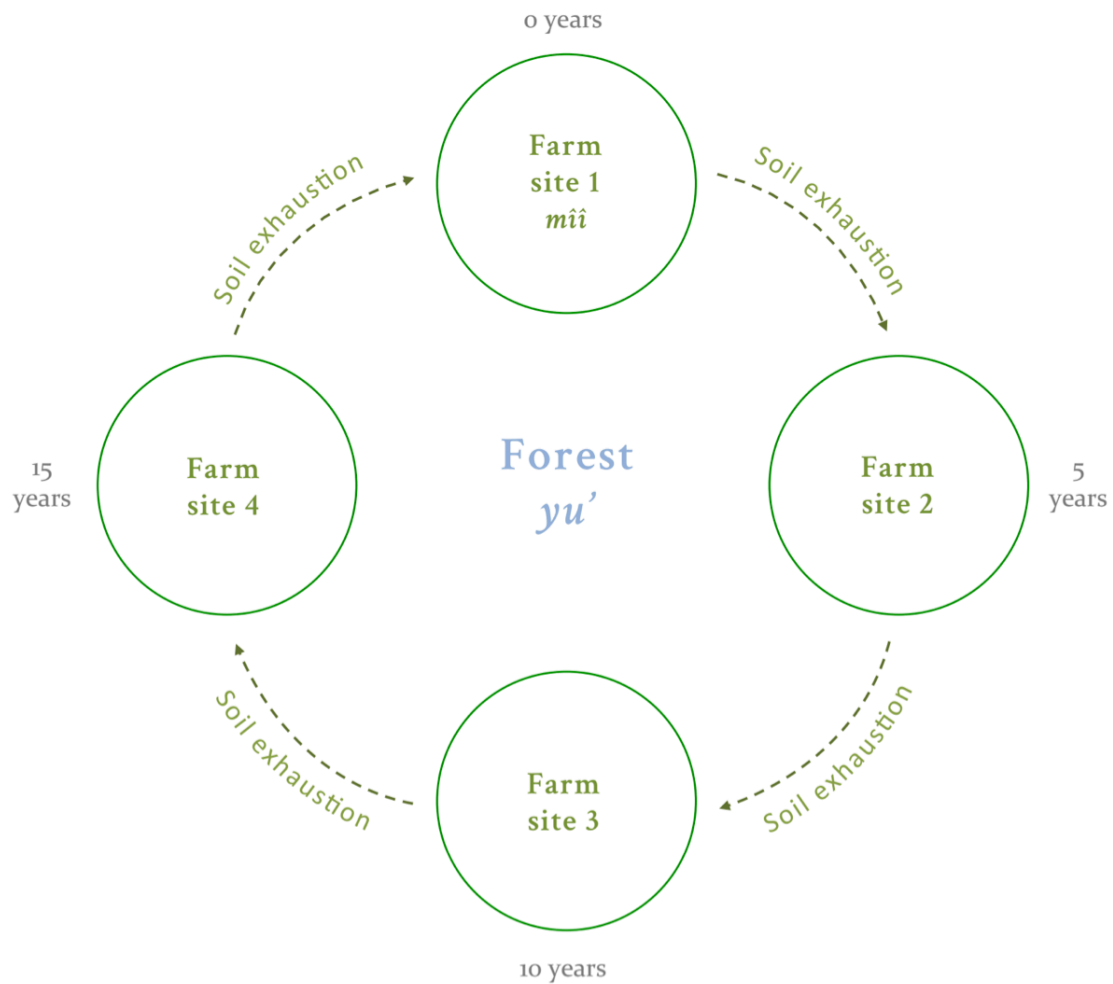 0 years
Farm
site 1
mîî
Soil exhaustion
Soil exhaustion
Forest
yu’
Farm
site 4
15
years
Farm
site 2
5
years
Soil exhaustion
Soil exhaustion
Farm
site 3
10 years